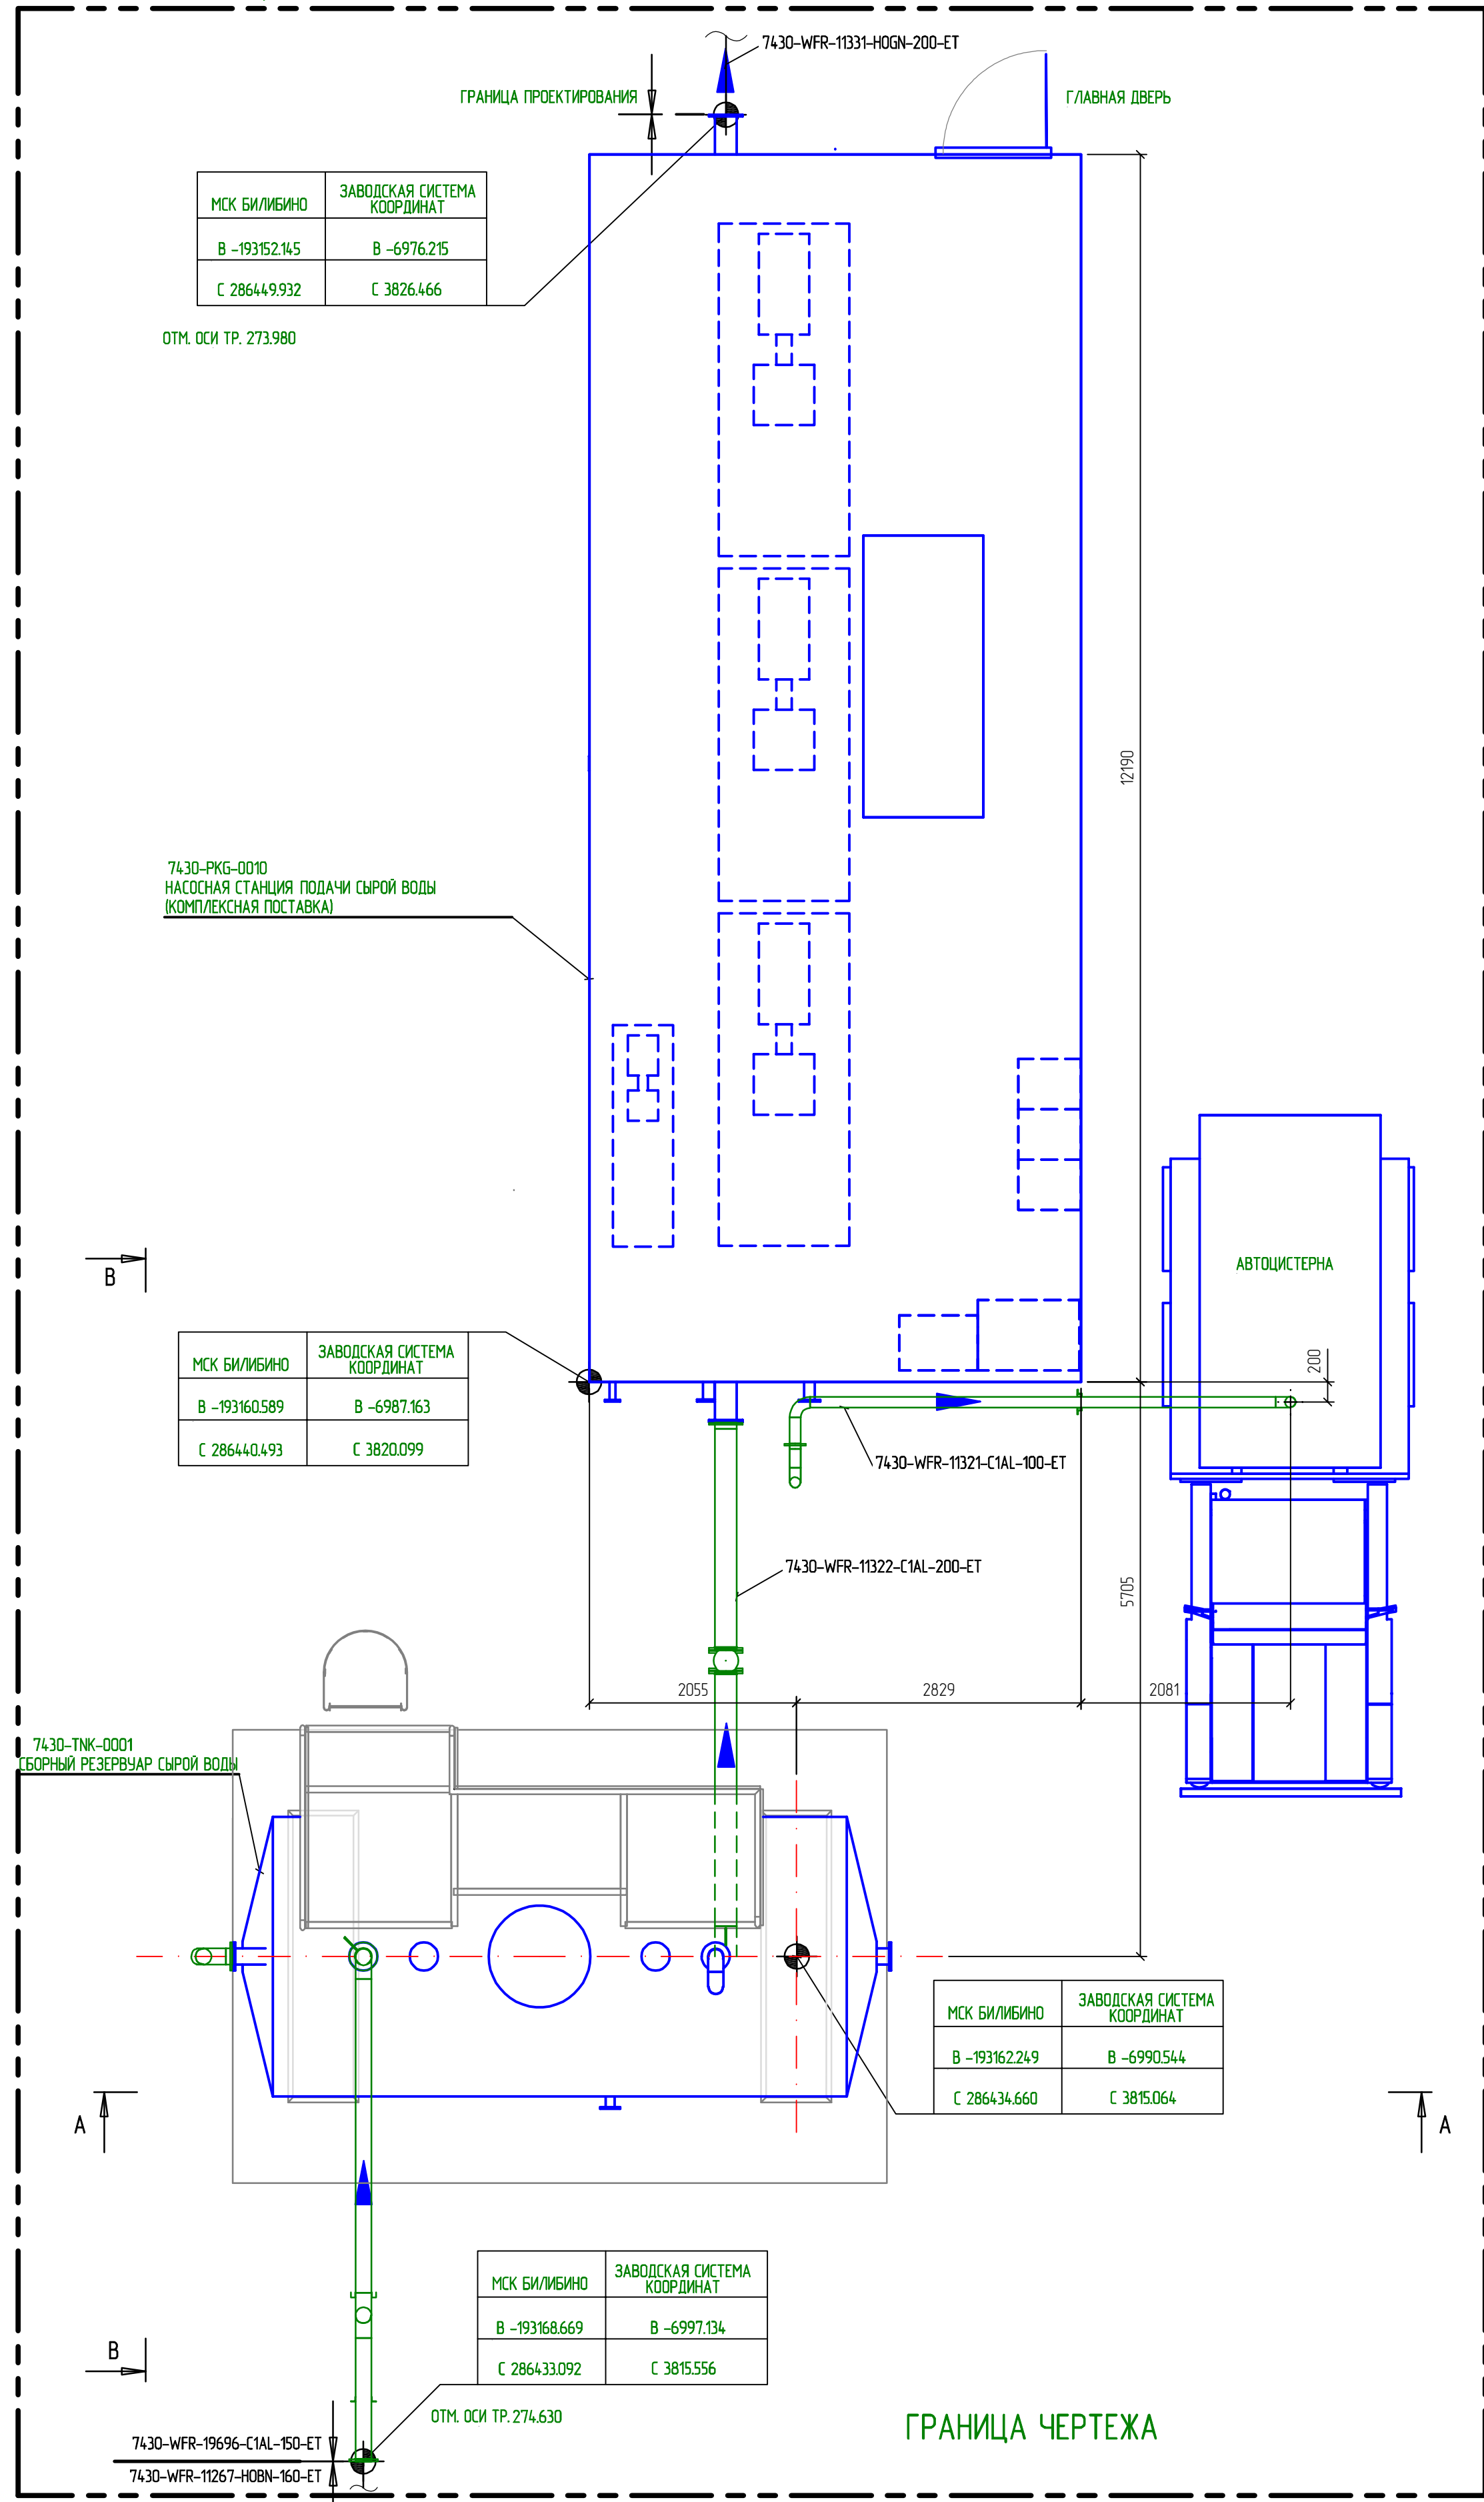 7430-WFR-11331-HOGN-200-ET
ГРАНИЦА ПРОЕКТИРОВАНИЯ
ГЛАВНАЯ ДВЕРЬ
МСК БИЛИБИНО
ЗАВОДСКАЯ СИСТЕМА
КООРДИНАТ
В -193152.145
В -6976.215
С 286449.932
С 3826.466
ОТМ. ОСИ ТР. 273.980
12190
7430-PKG-0010
НАСОСНАЯ СТАНЦИЯ ПОДАЧИ СЫРОЙ ВОДЫ
(КОМПЛЕКСНАЯ ПОСТАВКА)
В
АВТОЦИСТЕРНА
МСК БИЛИБИНО
ЗАВОДСКАЯ СИСТЕМА
КООРДИНАТ
В -193160.589
В -6987.163
С 286440.493
С 3820.099
200
7430-WFR-11321-C1AL-100-ET
7430-WFR-11322-C1AL-200-ET
5705
2055
2829
2081
7430-TNK-0001
СБОРНЫЙ РЕЗЕРВУАР СЫРОЙ ВОДЫ
МСК БИЛИБИНО
ЗАВОДСКАЯ СИСТЕМА
КООРДИНАТ
В -193162.249
В -6990.544
С 286434.660
С 3815.064
А
А
МСК БИЛИБИНО
ЗАВОДСКАЯ СИСТЕМА
КООРДИНАТ
В -193168.669
В -6997.134
С 286433.092
С 3815.556
В
ОТМ. ОСИ ТР. 274.630
ГРАНИЦА ЧЕРТЕЖА
7430-WFR-19696-C1AL-150-ET
7430-WFR-11267-HOBN-160-ET